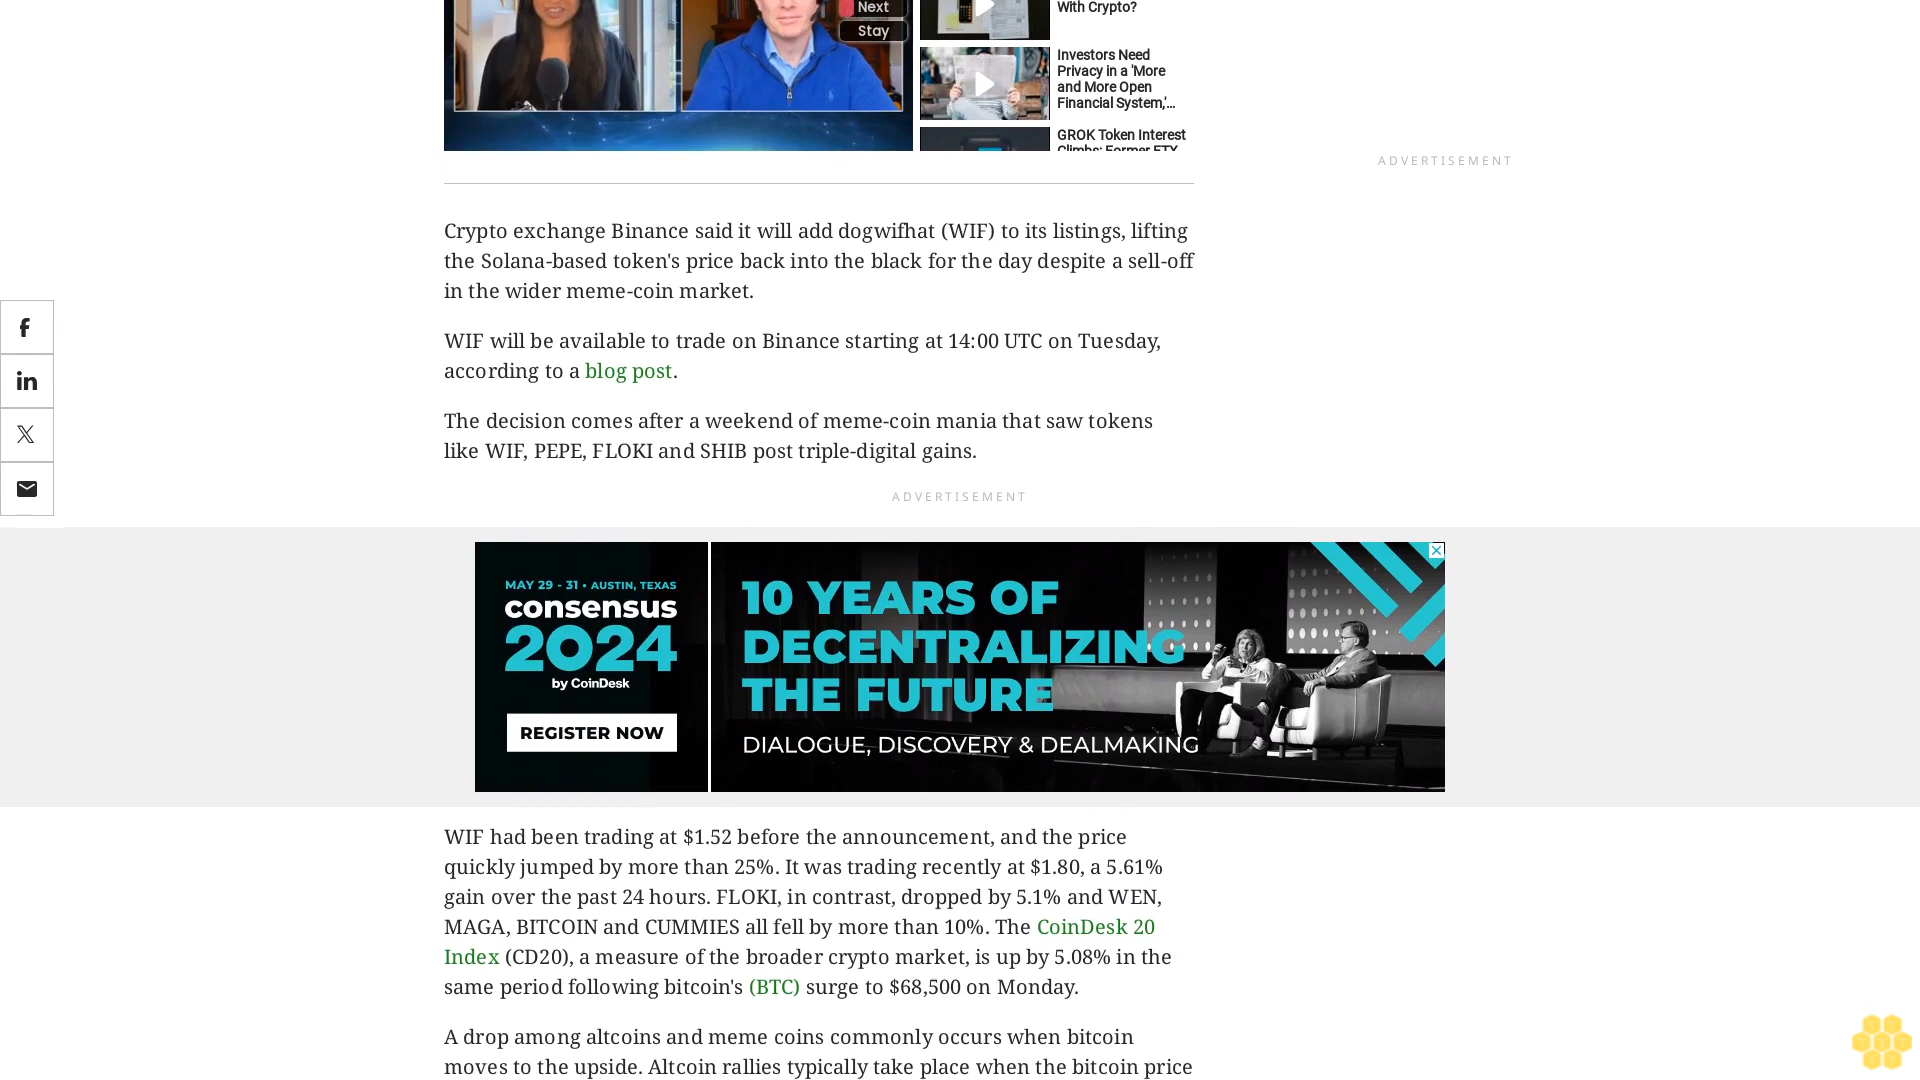 Next
Stay
With Crypto?
Investors Need
Privacy in a 'More
and More Open
Financial System,'...
GROK Token Interest
Climbs; Former FTX
ADVERTISEMENT
Crypto exchange Binance said it will add dogwifhat (WIF) to its listings, lifting
the Solana-based token's price back into the black for the day despite a sell-off
in the wider meme-coin market.
WIF will be available to trade on Binance starting at 14:00 UTC on Tuesday,
according to a blog post.
The decision comes after a weekend of meme-coin mania that saw tokens
like WIF, PEPE, FLOKI and SHIB post triple-digital gains.
ADVERTISEMENT
MAY 29 - 31 • AUSTIN, TEXAS
consensus
2024
by CoinDesk
REGISTER NOW
10 YEARS OF
DECENTRALIZING
THE FUTURE
DIALOGUE, DISCOVERY & DEALMAKING
WIF had been trading at $1.52 before the announcement, and the price
quickly jumped by more than 25%. It was trading recently at $1.80, a 5.61%
gain over the past 24 hours. FLOKI, in contrast, dropped by 5.1% and WEN,
MAGA, BITCOIN and CUMMIES all fell by more than 10%. The CoinDesk 20
Index (CD20), a measure of the broader crypto market, is up by 5.08% in the
same period following bitcoin's (BTC) surge to $68,500 on Monday.
A drop among altcoins and meme coins commonly occurs when bitcoin
moves to the upside. Altcoin rallies typically take place when the bitcoin price